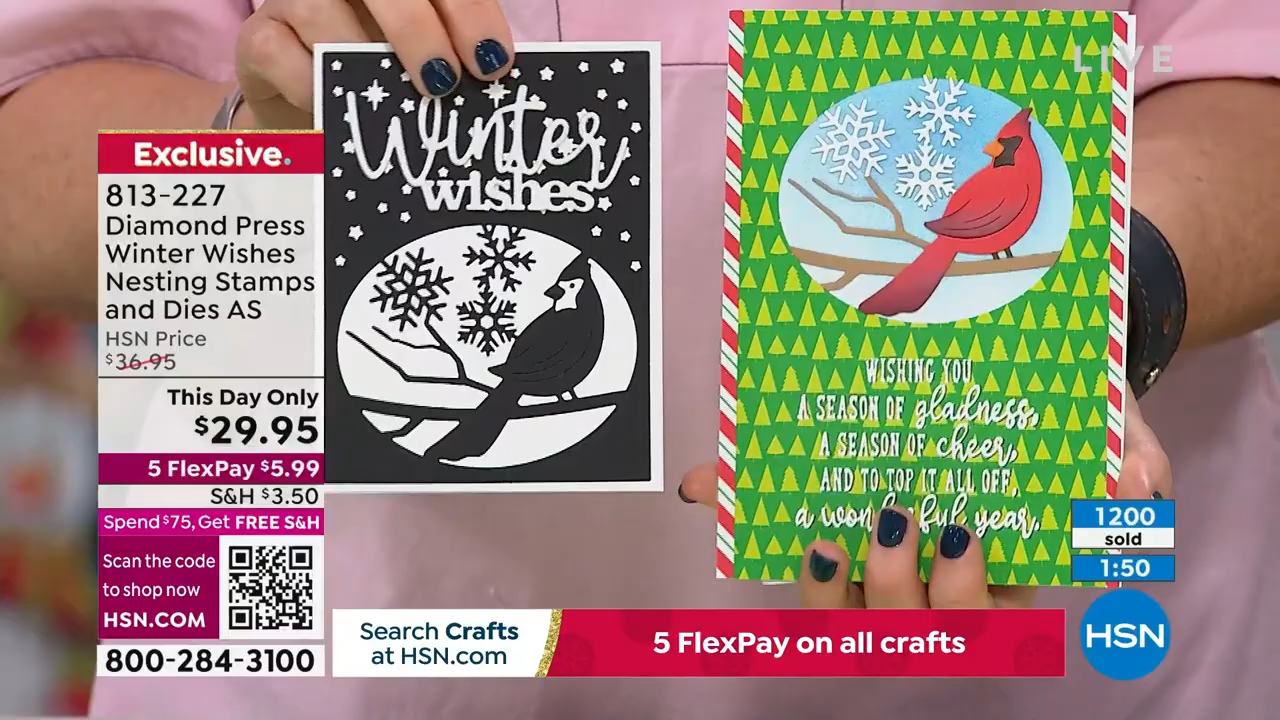 LIVE
Exclusive.
813-227
Diamond Press
Winter Wishes
Nesting Stamps
and Dies AS
HSN Price
$36.95
This Day Only
$29.95
5 FlexPay $5.99
S&H $3.50
Spend $75, Get FREE S&H
Scan the code
to shop now
HSN.COM
800-284-3100
Winter
wishes
WISHING YOU
A SEASON OF gladness,
A SEASON OF cheer,
AND TO TOP IT ALL OFF,
a year.
1200
sold
1:50
Search Crafts
at HSN.com
5 FlexPay on all crafts
HSN